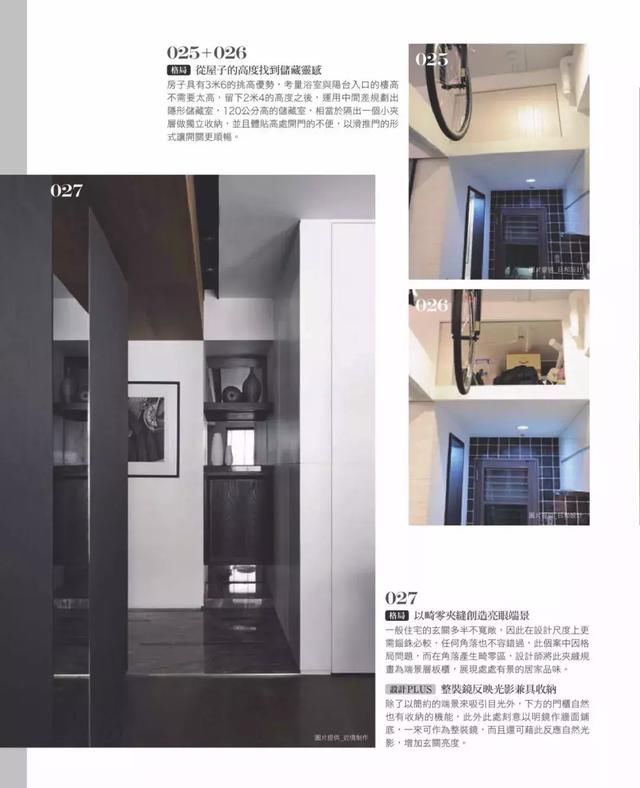 025+026
格局 從屋子的高度找到儲藏靈感
房子具有3米6的挑高優勢，考量浴室與陽台入口的樓高
不需要太高，留下2米4的高度之後，運用中間差規劃出
隱形儲藏室，120公分高的儲藏室，相當於隔出一個小夾
層做獨立收納，並且體貼高處開門的不便，以滑推門的形
式讓開關更順暢。
025
圖片提供_日和設計
026
圖片提供_日和設計
027
圖片提供_近境制作
027
格局 以畸零夾縫創造亮眼端景
一般住宅的玄關多半不寬敞，因此在設計尺度上更
需錙銖必較，任何角落也不容錯過，此個案中因格
局問題，而在角落產生畸零區，設計師將此夾縫規
畫為端景層板櫃，展現處處有景的居家品味。
設計PLUS 整裝鏡反映光影兼具收納
除了以簡約的端景來吸引目光外，下方的門櫃自然
也有收納的機能，此外此處刻意以明鏡作牆面鋪
底，一來可作為整裝鏡，而且還可藉此反應自然光
影，增加玄關亮度。